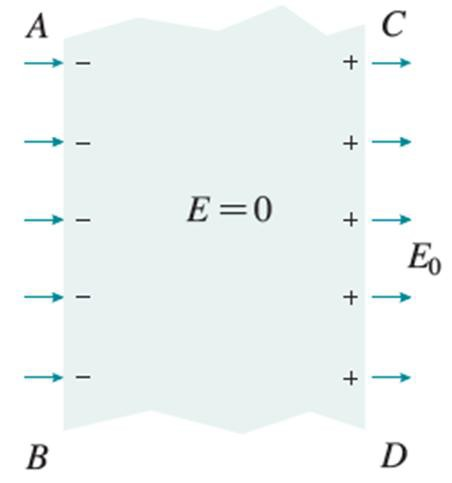 A C
− +
− +
− +
E = 0
E₀
− +
− +
B D